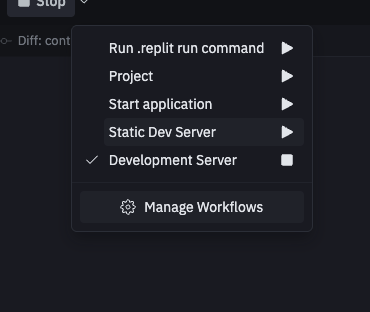 Stop
Diff: cont
Run .replit run command
Project
Start application
Static Dev Server
Development Server
Manage Workflows